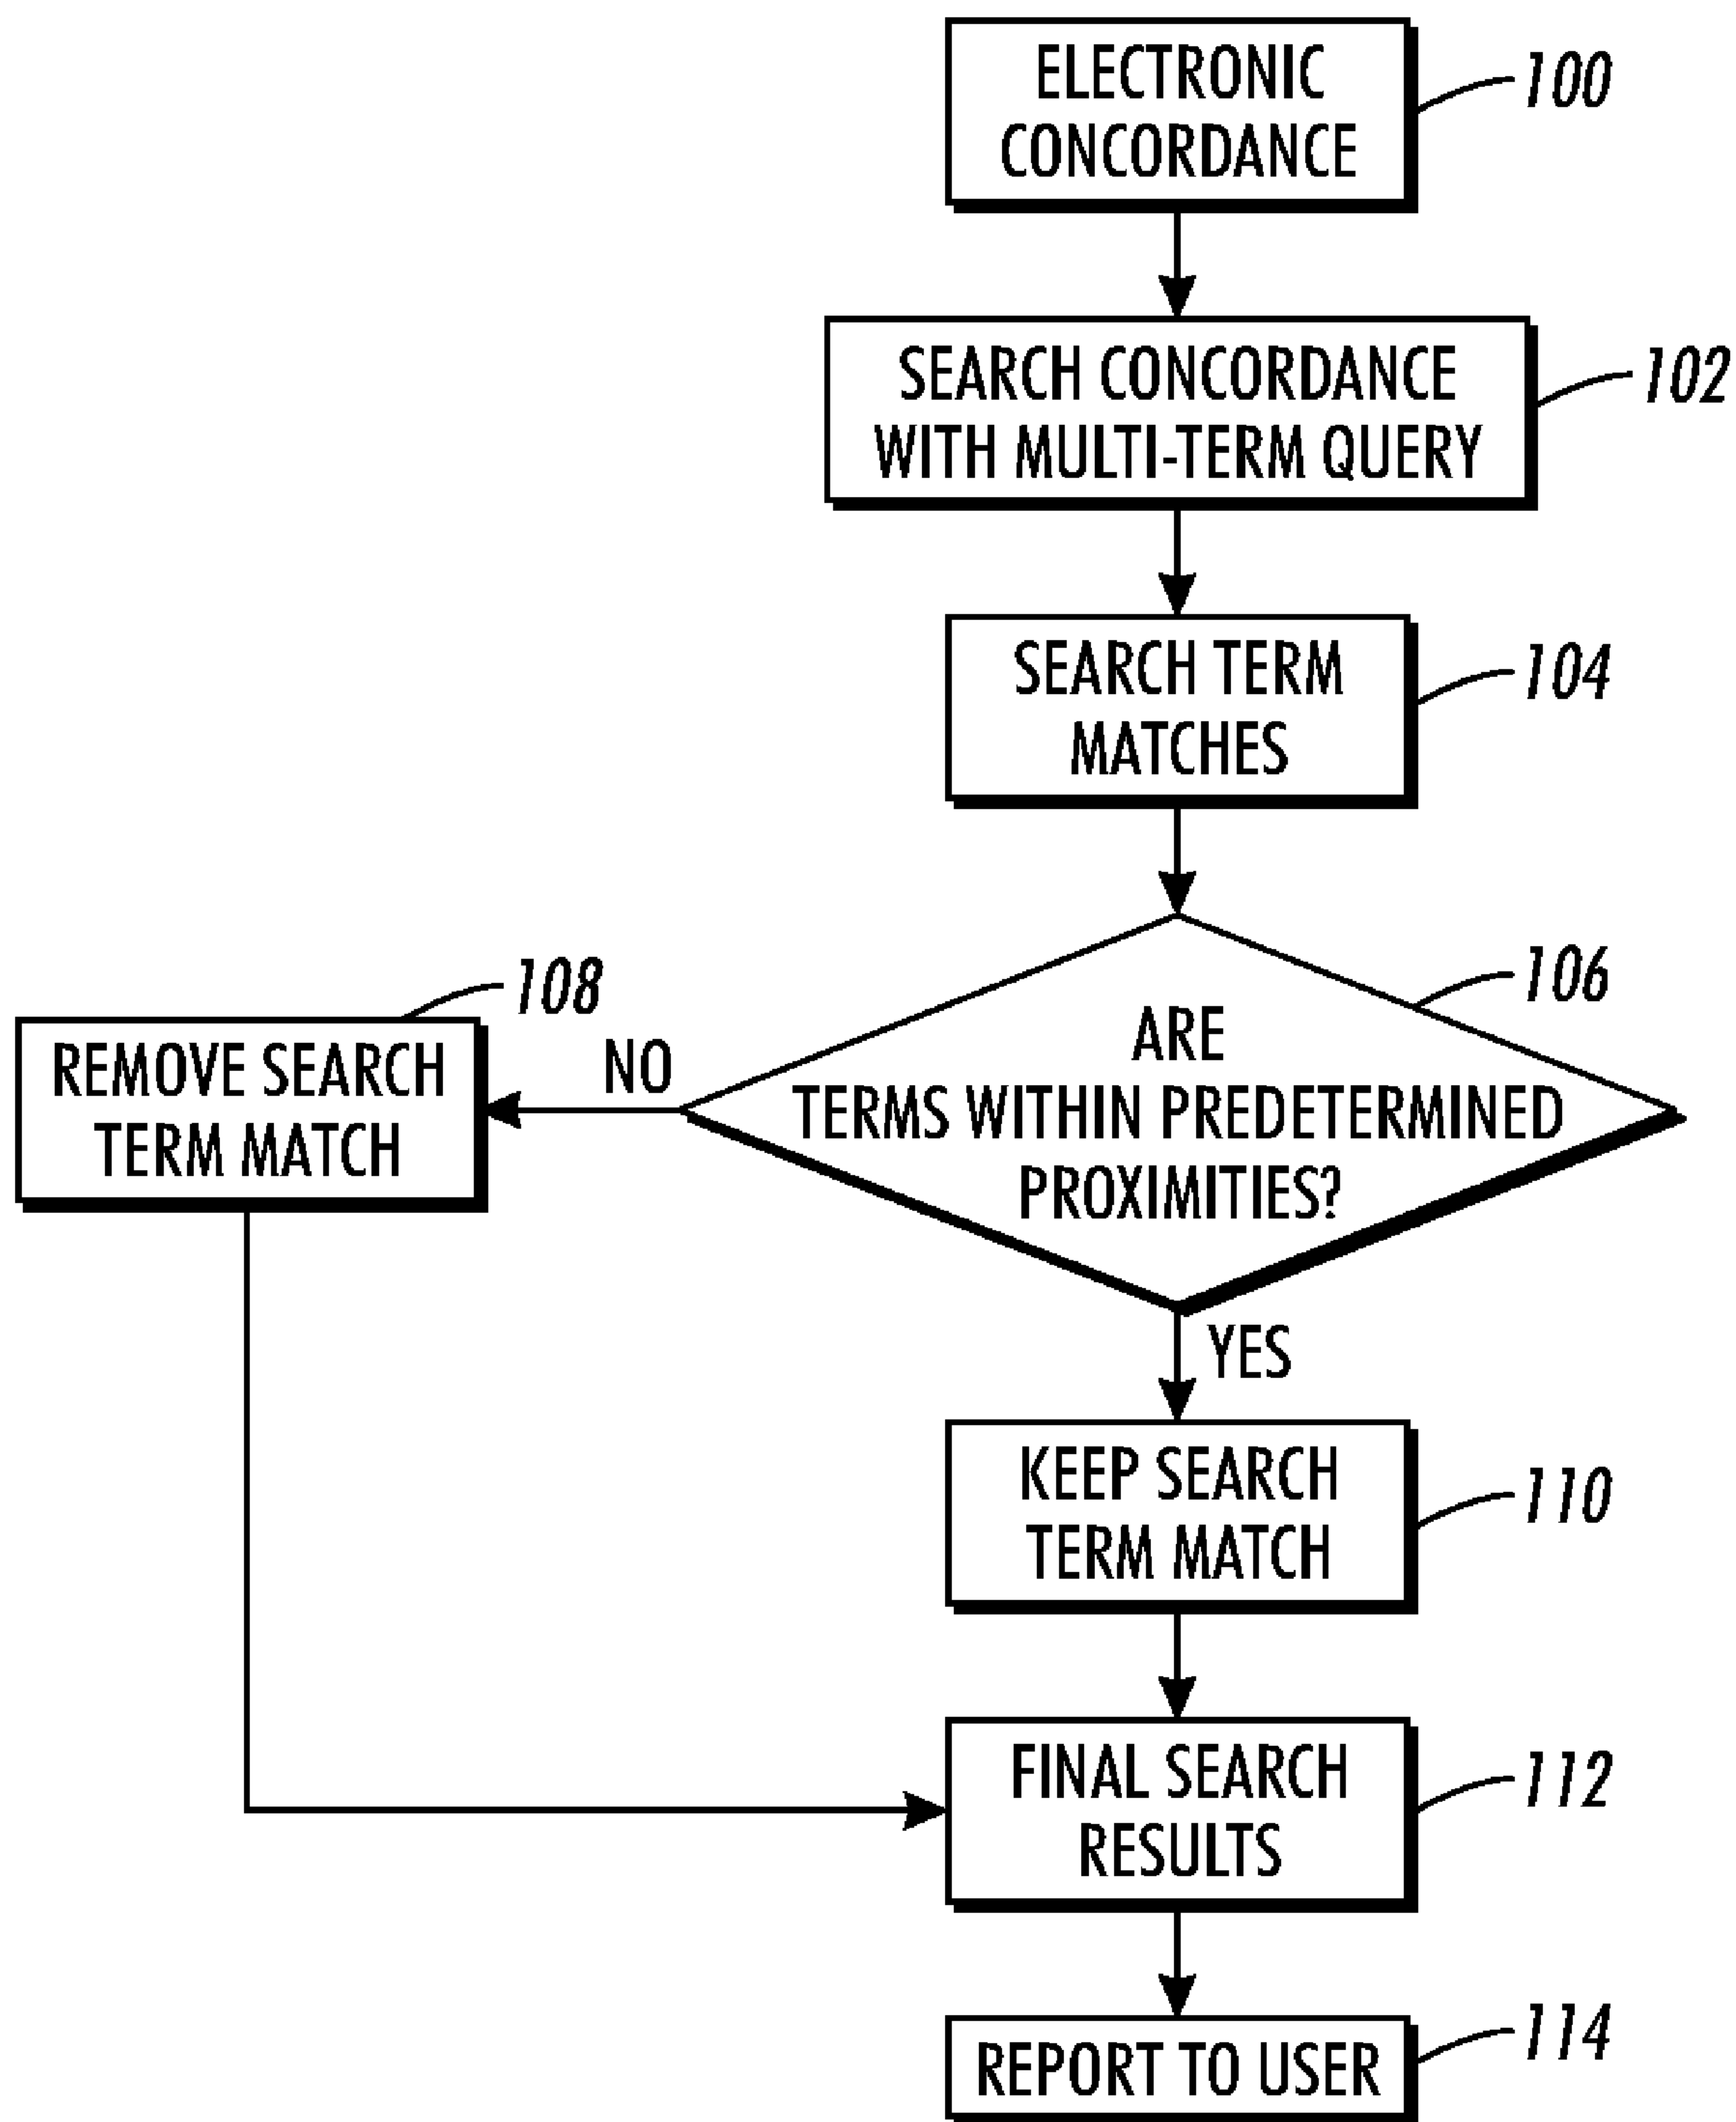 ELECTRONIC
CONCORDANCE
100
SEARCH CONCORDANCE
WITH MULTI-TERM QUERY
102
SEARCH TERM
MATCHES
104
106
ARE
TERMS WITHIN PREDETERMINED
PROXIMITIES?
NO
108
REMOVE SEARCH
TERM MATCH
YES
KEEP SEARCH
TERM MATCH
110
FINAL SEARCH
RESULTS
112
REPORT TO USER
114